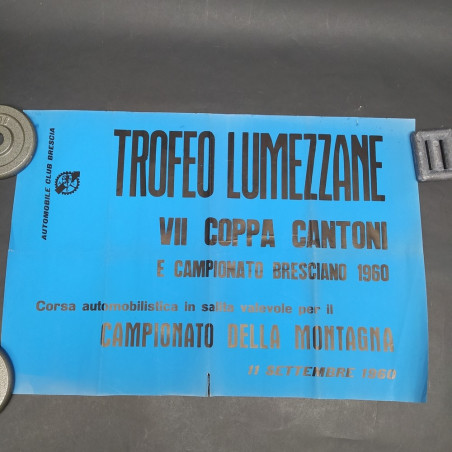 AUTOMOBILE CLUB BRESCIA
TROFEO LUMEZZANE
VII COPPA CANTONI
E CAMPIONATO BRESCIANO 1960
Corsa automobilistica in salita valevole per il
CAMPIONATO DELLA MONTAGNA
11 SETTEMBRE 1960